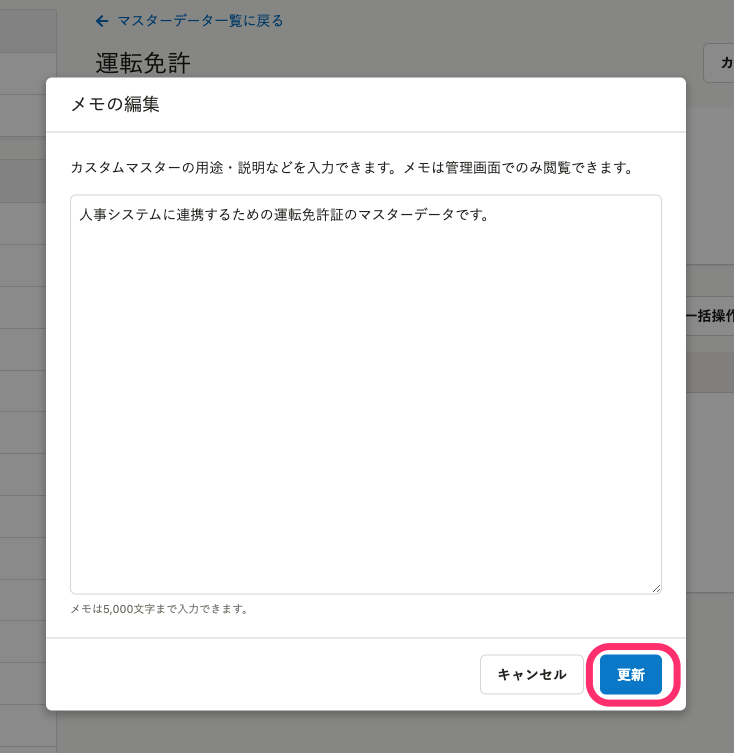 ← マスターデータ一覧に戻る
運転免許
カ
メモの編集
カスタムマスターの用途・説明などを入力できます。メモは管理画面でのみ閲覧できます。
人事システムに連携するための運転免許証のマスターデータです。
一括操作
メモは5,000文字まで入力できます。
キャンセル
更新